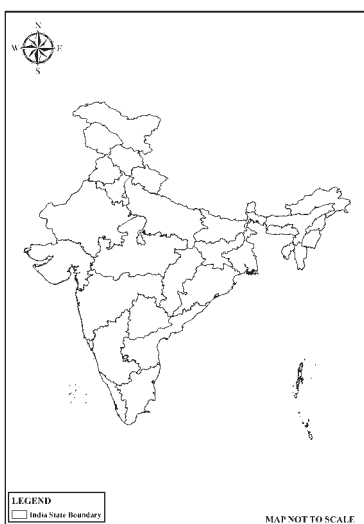 N
W E
S
LEGEND
India State Boundary
MAP NOT TO SCALE